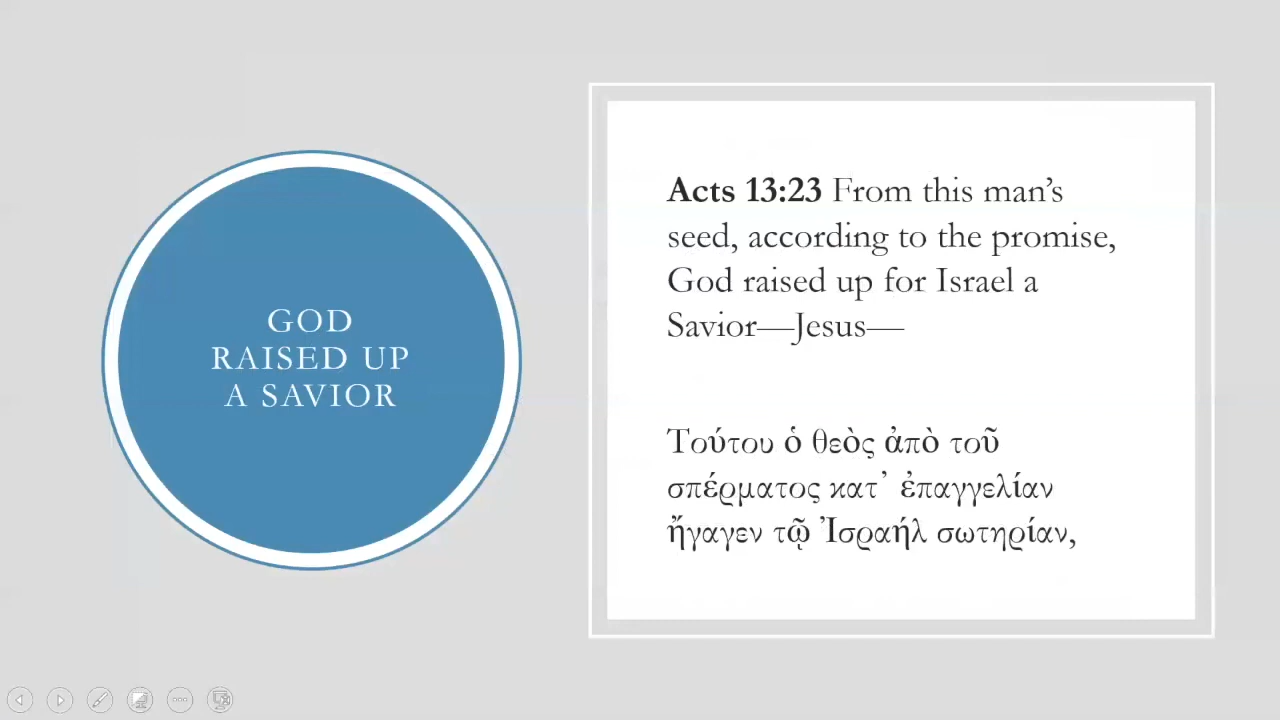 GOD
RAISED UP
A SAVIOR
Acts 13:23 From this man’s
seed, according to the promise,
God raised up for Israel a
Savior—Jesus—
Τούτου ὁ θεὸς ἀπὸ τοῦ
σπέρματος κατ᾽ ἐπαγγελίαν
ἤγαγεν τῷ Ἰσραήλ σωτηρίαν,